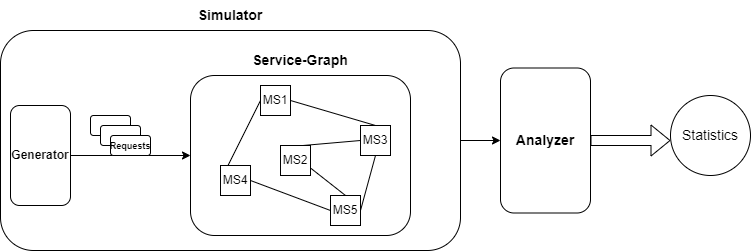 Simulator
Service-Graph
MS1
Generator
Requests
MS3
MS2
MS4
MS5
Analyzer
Statistics